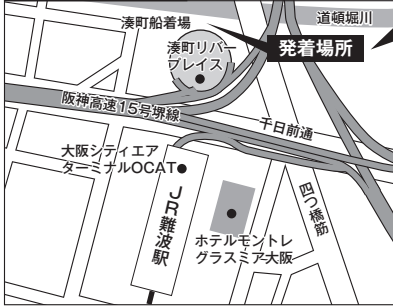 湊町船着場
道頓堀川
湊町リバー
プレイス
発着場所
阪神高速15号堺線
千日前通
大阪シティエア
ターミナルOCAT
JR難波駅
四つ橋筋
ホテルモントレ
グラスミア大阪